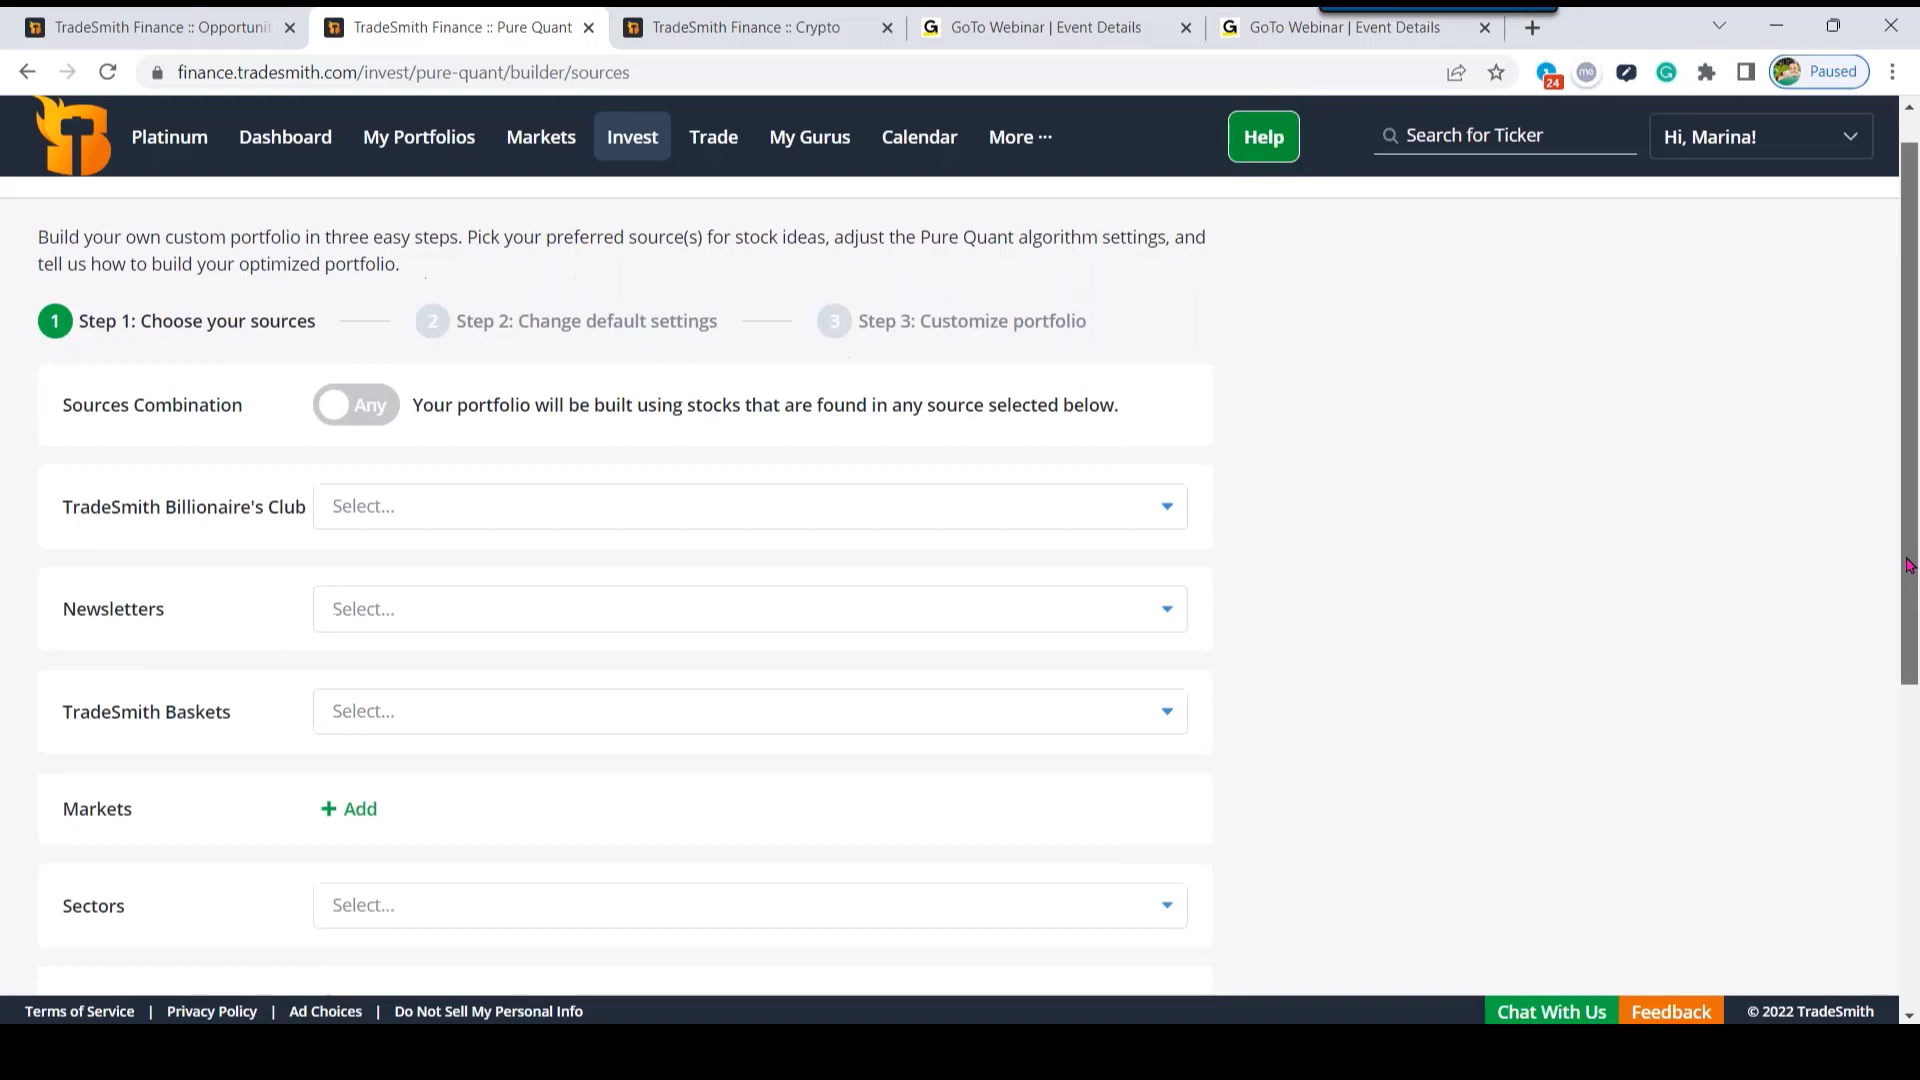 TradeSmith Finance :: Opportunit
TradeSmith Finance :: Pure Quant
TradeSmith Finance :: Crypto
G GoTo Webinar | Event Details
G GoTo Webinar | Event Details
finance.tradesmith.com/invest/pure-quant/builder/sources
24
me
Paused
Platinum Dashboard My Portfolios Markets Invest Trade My Gurus Calendar More ···
Help
Search for Ticker
Hi, Marina!
Build your own custom portfolio in three easy steps. Pick your preferred source(s) for stock ideas, adjust the Pure Quant algorithm settings, and
tell us how to build your optimized portfolio.
1 Step 1: Choose your sources
2 Step 2: Change default settings
3 Step 3: Customize portfolio
Sources Combination Any Your portfolio will be built using stocks that are found in any source selected below.
TradeSmith Billionaire's Club Select...
Newsletters Select...
TradeSmith Baskets Select...
Markets + Add
Sectors Select...
Terms of Service | Privacy Policy | Ad Choices | Do Not Sell My Personal Info
Chat With Us Feedback © 2022 TradeSmith